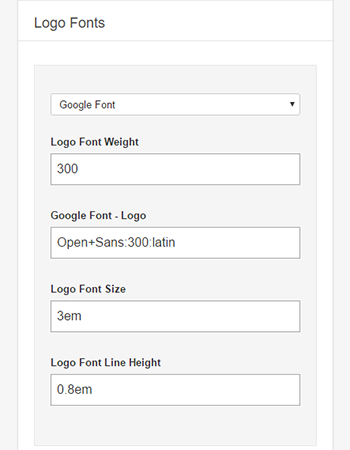 Logo Fonts
Google Font
Logo Font Weight
300
Google Font - Logo
Open+Sans:300:latin
Logo Font Size
3em
Logo Font Line Height
0.8em